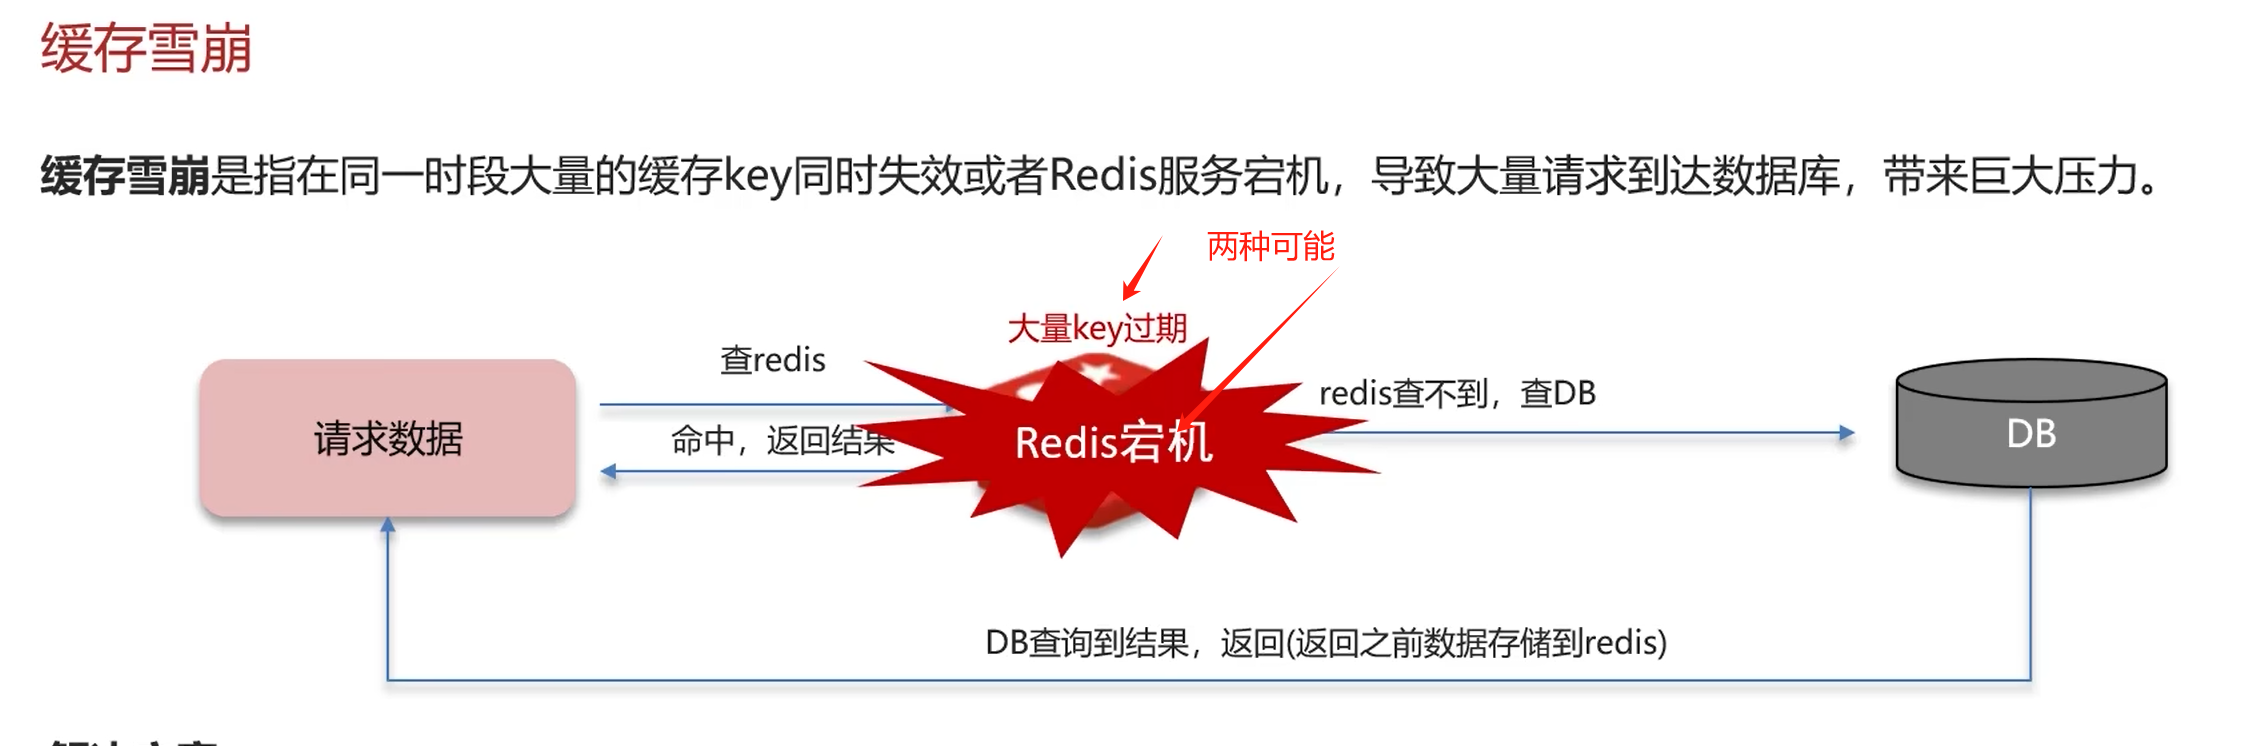 缓存雪崩
缓存雪崩是指在同一时段大量的缓存key同时失效或者Redis服务宕机，导致大量请求到达数据库，带来巨大压力。
两种可能
大量key过期
查redis
redis查不到，查DB
请求数据
命中，返回结果
Redis宕机
DB
DB查询到结果，返回(返回之前数据存储到redis)